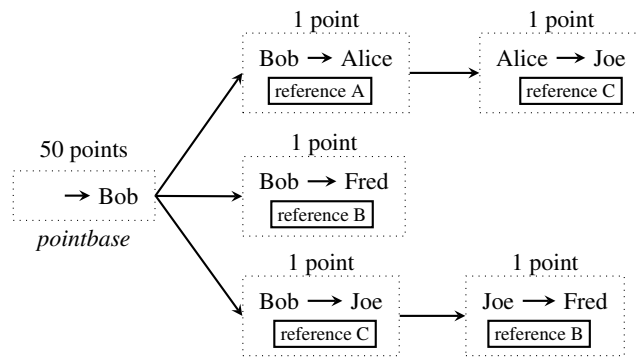 1 point
Bob → Alice
reference A
1 point
Alice → Joe
reference C
50 points
→ Bob
pointbase
1 point
Bob → Fred
reference B
1 point
Bob → Joe
reference C
1 point
Joe → Fred
reference B